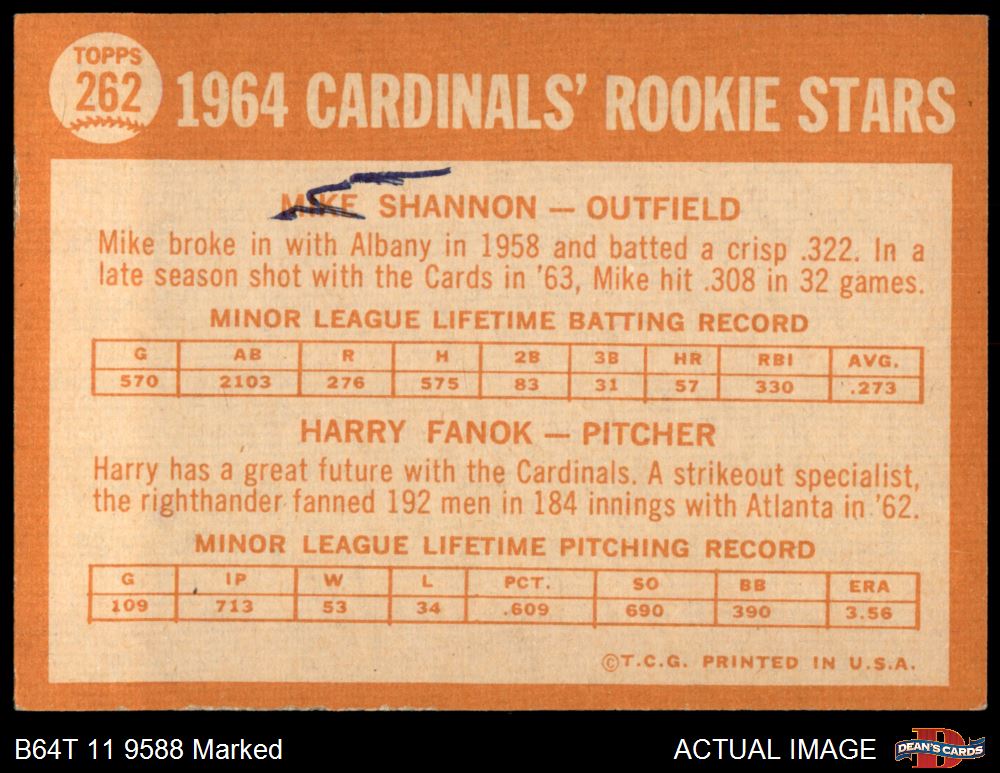 TOPPS
262
1964 CARDINALS' ROOKIE STARS
MIKE SHANNON — OUTFIELD
Mike broke in with Albany in 1958 and batted a crisp .322. In a
late season shot with the Cards in '63, Mike hit .308 in 32 games.
MINOR LEAGUE LIFETIME BATTING RECORD
G AB R H 2B 3B HR RBI AVG.
570 2103 276 575 83 31 57 330 .273
HARRY FANOK — PITCHER
Harry has a great future with the Cardinals. A strikeout specialist,
the righthander fanned 192 men in 184 innings with Atlanta in '62.
MINOR LEAGUE LIFETIME PITCHING RECORD
G IP W L PCT. SO BB ERA
109 713 53 34 .609 690 390 3.56
©T.C.G. PRINTED IN U.S.A.
B64T 11 9588 Marked
ACTUAL IMAGE
DEAN'S CARDS